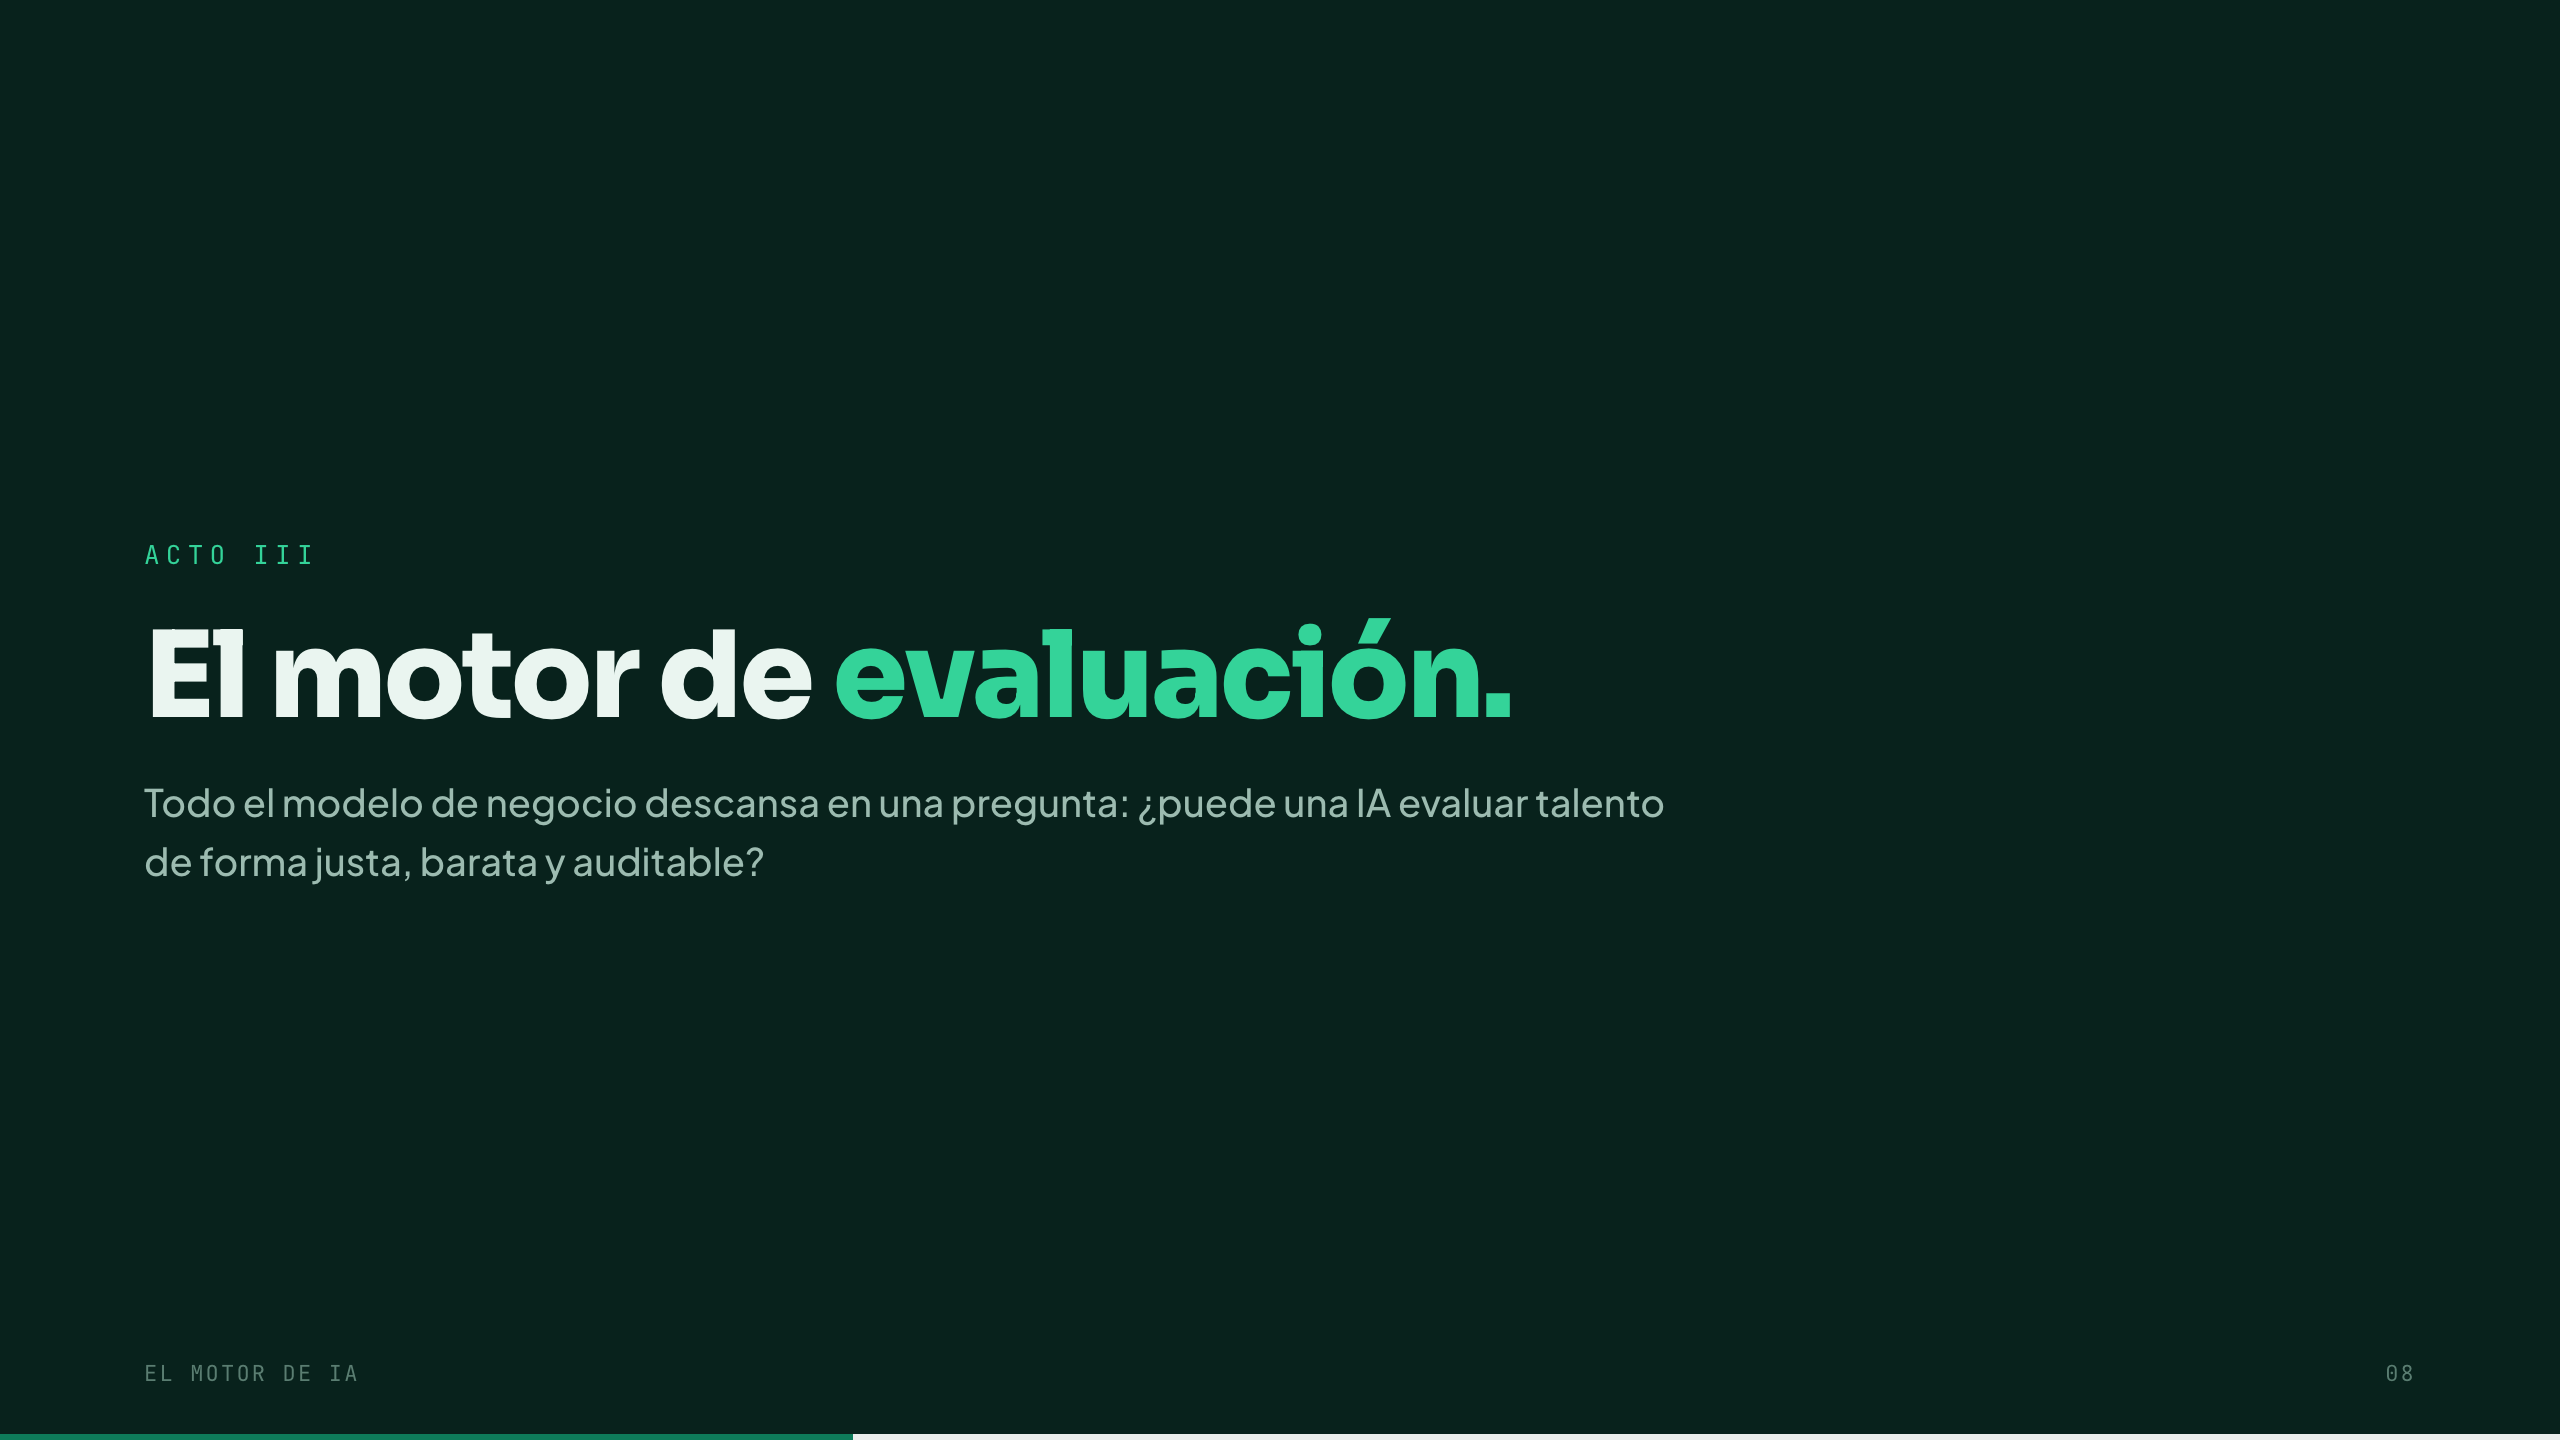 ACTO III
El motor de evaluación.
Todo el modelo de negocio descansa en una pregunta: ¿puede una IA evaluar talento
de forma justa, barata y auditable?
EL MOTOR DE IA
08